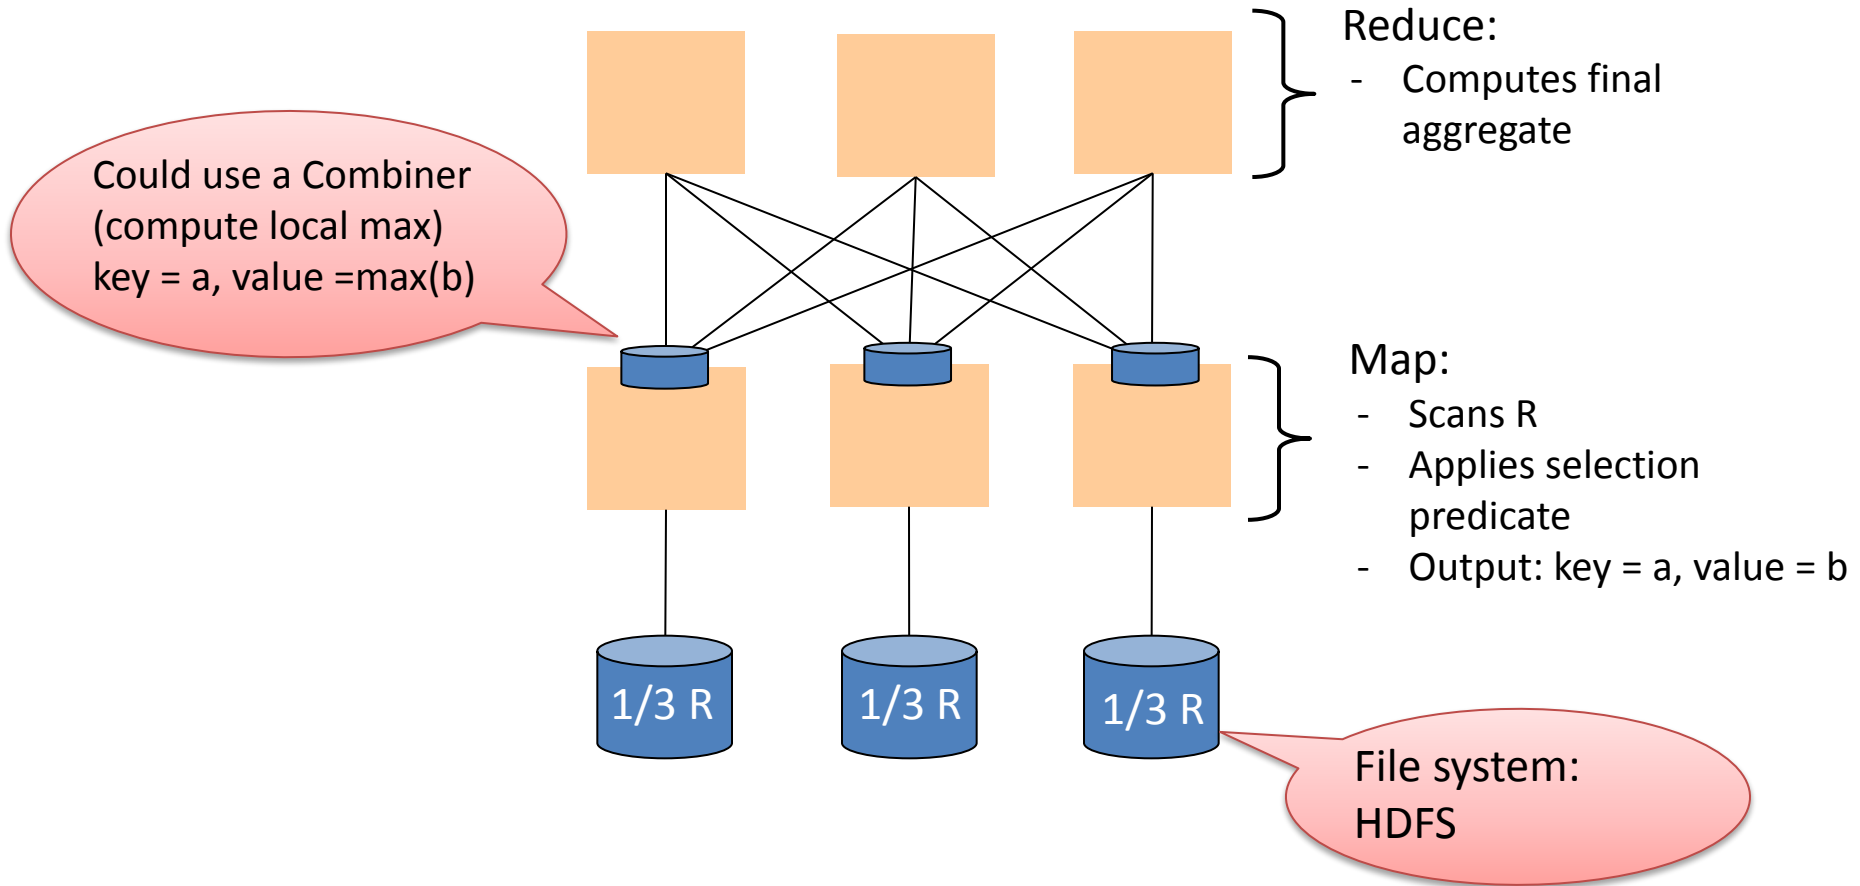 Reduce:
- Computes final
aggregate
Could use a Combiner
(compute local max)
key = a, value =max(b)
Map:
- Scans R
- Applies selection
predicate
- Output: key = a, value = b
1/3 R
1/3 R
1/3 R
File system:
HDFS